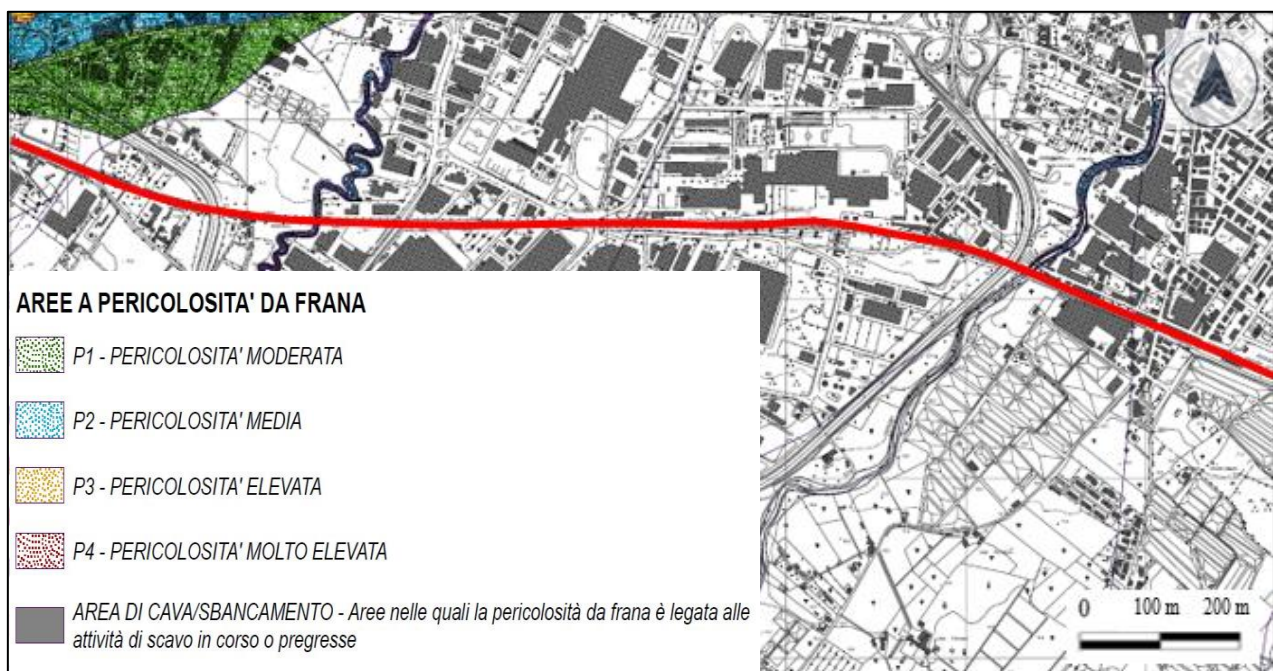 N
AREE A PERICOLOSITA' DA FRANA
P1 - PERICOLOSITA' MODERATA
P2 - PERICOLOSITA' MEDIA
P3 - PERICOLOSITA' ELEVATA
P4 - PERICOLOSITA' MOLTO ELEVATA
AREA DI CAVA/SBANCAMENTO - Aree nelle quali la pericolosità da frana è legata alle
attività di scavo in corso o pregresse
0 100 m 200 m